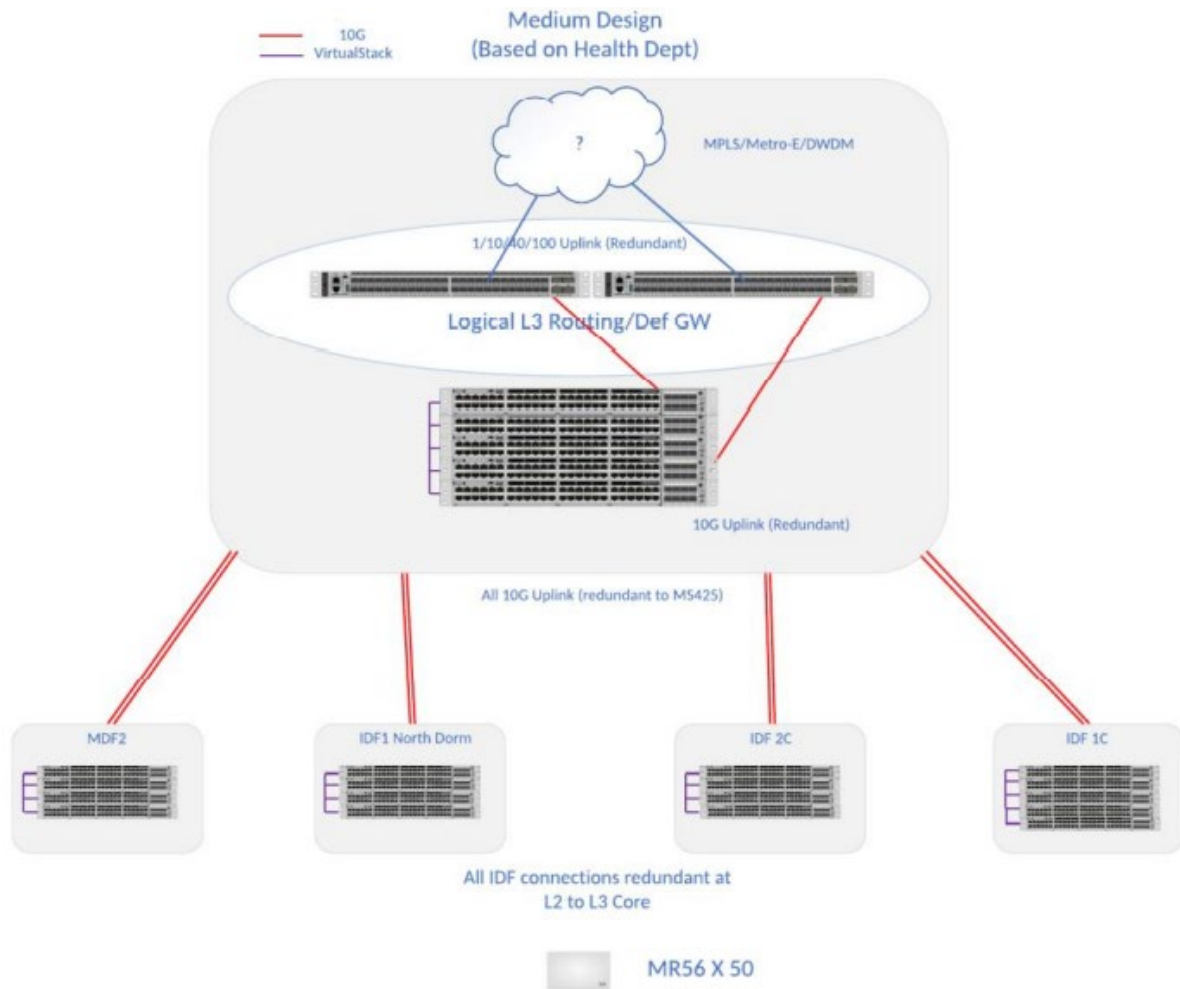 Medium Design
(Based on Health Dept)
10G
VirtualStack
?
MPLS/Metro-E/DWDM
1/10/40/100 Uplink (Redundant)
Logical L3 Routing/Def GW
10G Uplink (Redundant)
All 10G Uplink (redundant to MS425)
MDF2
IDF1 North Dorm
IDF 2C
IDF 1C
All IDF connections redundant at
L2 to L3 Core
MR56 X 50